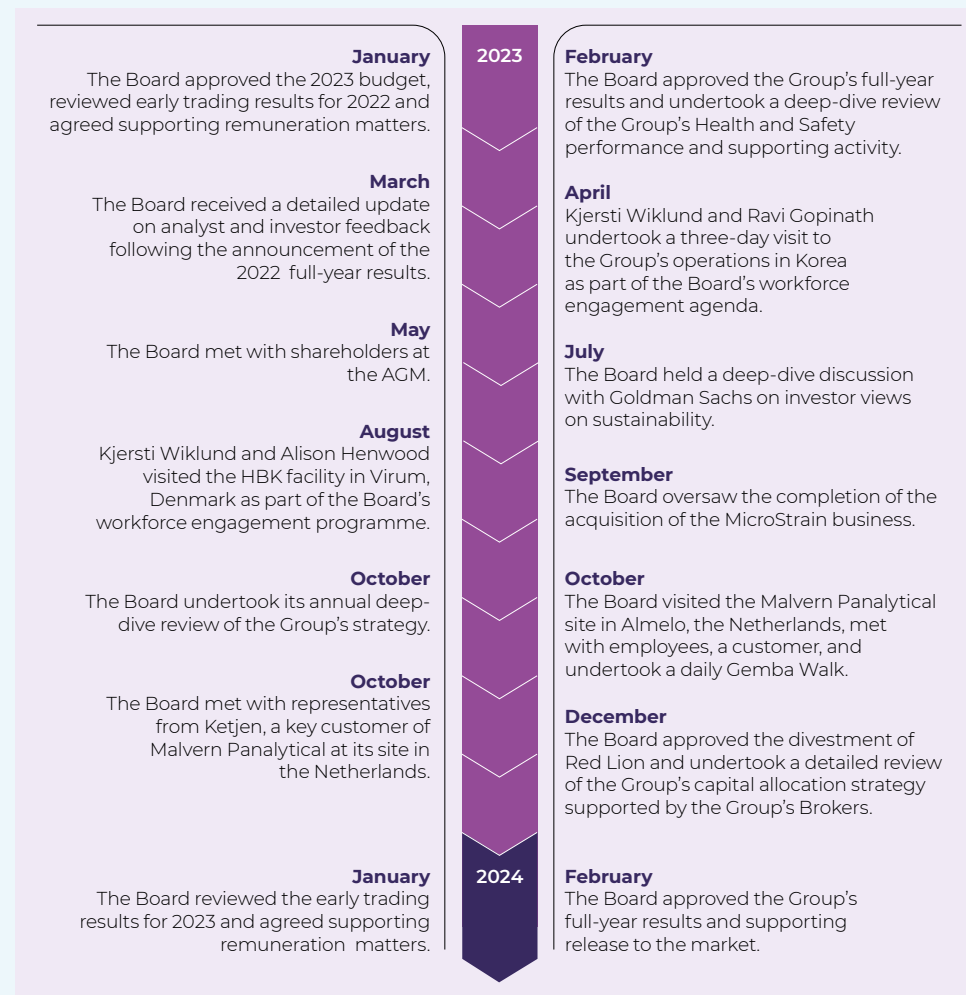 2023
January
The Board approved the 2023 budget,
reviewed early trading results for 2022 and
agreed supporting remuneration matters.
February
The Board approved the Group's full-year
results and undertook a deep-dive review
of the Group's Health and Safety
performance and supporting activity.
March
The Board received a detailed update
on analyst and investor feedback
following the announcement of the
2022 full-year results.
April
Kjersti Wiklund and Ravi Gopinath
undertook a three-day visit to
the Group's operations in Korea
as part of the Board's workforce
engagement agenda.
May
The Board met with shareholders at
the AGM.
July
The Board held a deep-dive discussion
with Goldman Sachs on investor views
on sustainability.
August
Kjersti Wiklund and Alison Henwood
visited the HBK facility in Virum,
Denmark as part of the Board's
workforce engagement programme.
September
The Board oversaw the completion of the
acquisition of the MicroStrain business.
October
The Board undertook its annual deep-
dive review of the Group's strategy.
October
The Board visited the Malvern Panalytical
site in Almelo, the Netherlands, met
with employees, a customer, and
undertook a daily Gemba Walk.
October
The Board met with representatives
from Ketjen, a key customer of
Malvern Panalytical at its site in
the Netherlands.
December
The Board approved the divestment of
Red Lion and undertook a detailed review
of the Group's capital allocation strategy
supported by the Group's Brokers.
2024
January
The Board reviewed the early trading
results for 2023 and agreed supporting
remuneration matters.
February
The Board approved the Group's
full-year results and supporting
release to the market.